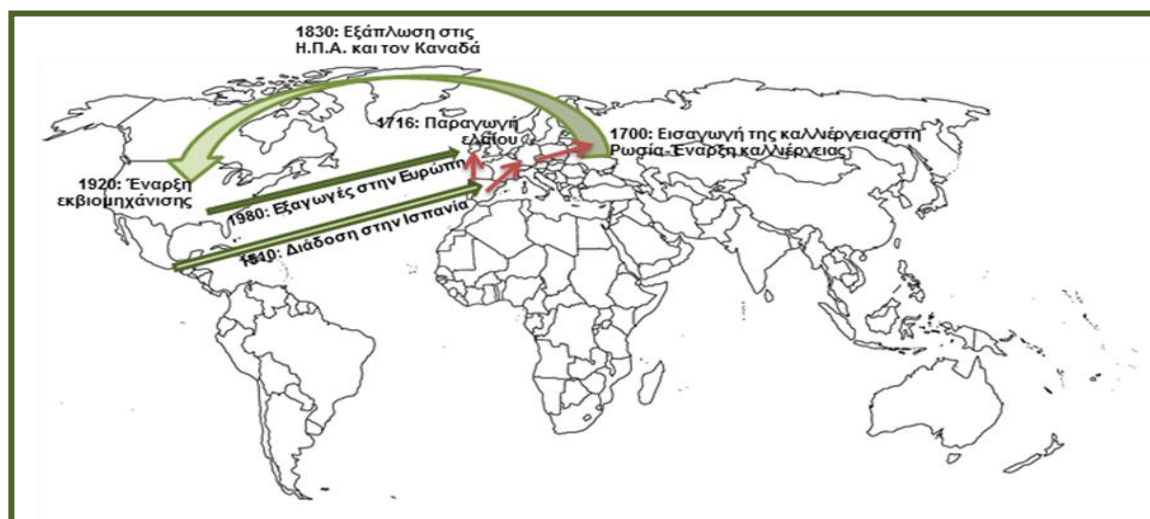 1830: Εξάπλωση στις
Η.Π.Α. και τον Καναδά
1716: Παραγωγή
ελαίου
1700: Εισαγωγή της καλλιέργειας στη
Ρωσία-Έναρξη καλλιέργειας
1920: Έναρξη
εκβιομηχάνισης
1980: Εξαγωγές στην Ευρώπη
1510: Διάδοση στην Ισπανία